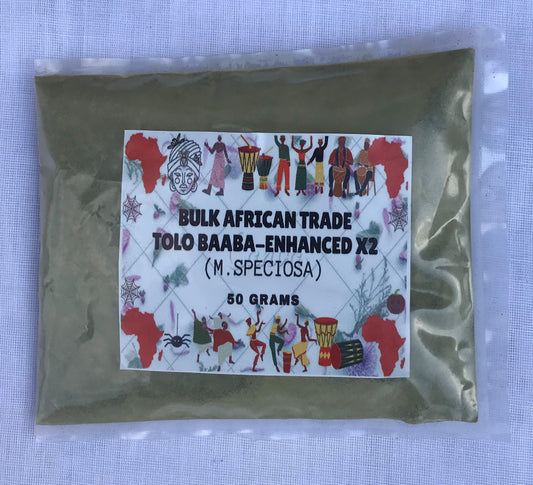 BULK AFRICAN TRADE
TOLO BAABA-ENHANCED X2
(M.SPECIOSA)
50 GRAMS